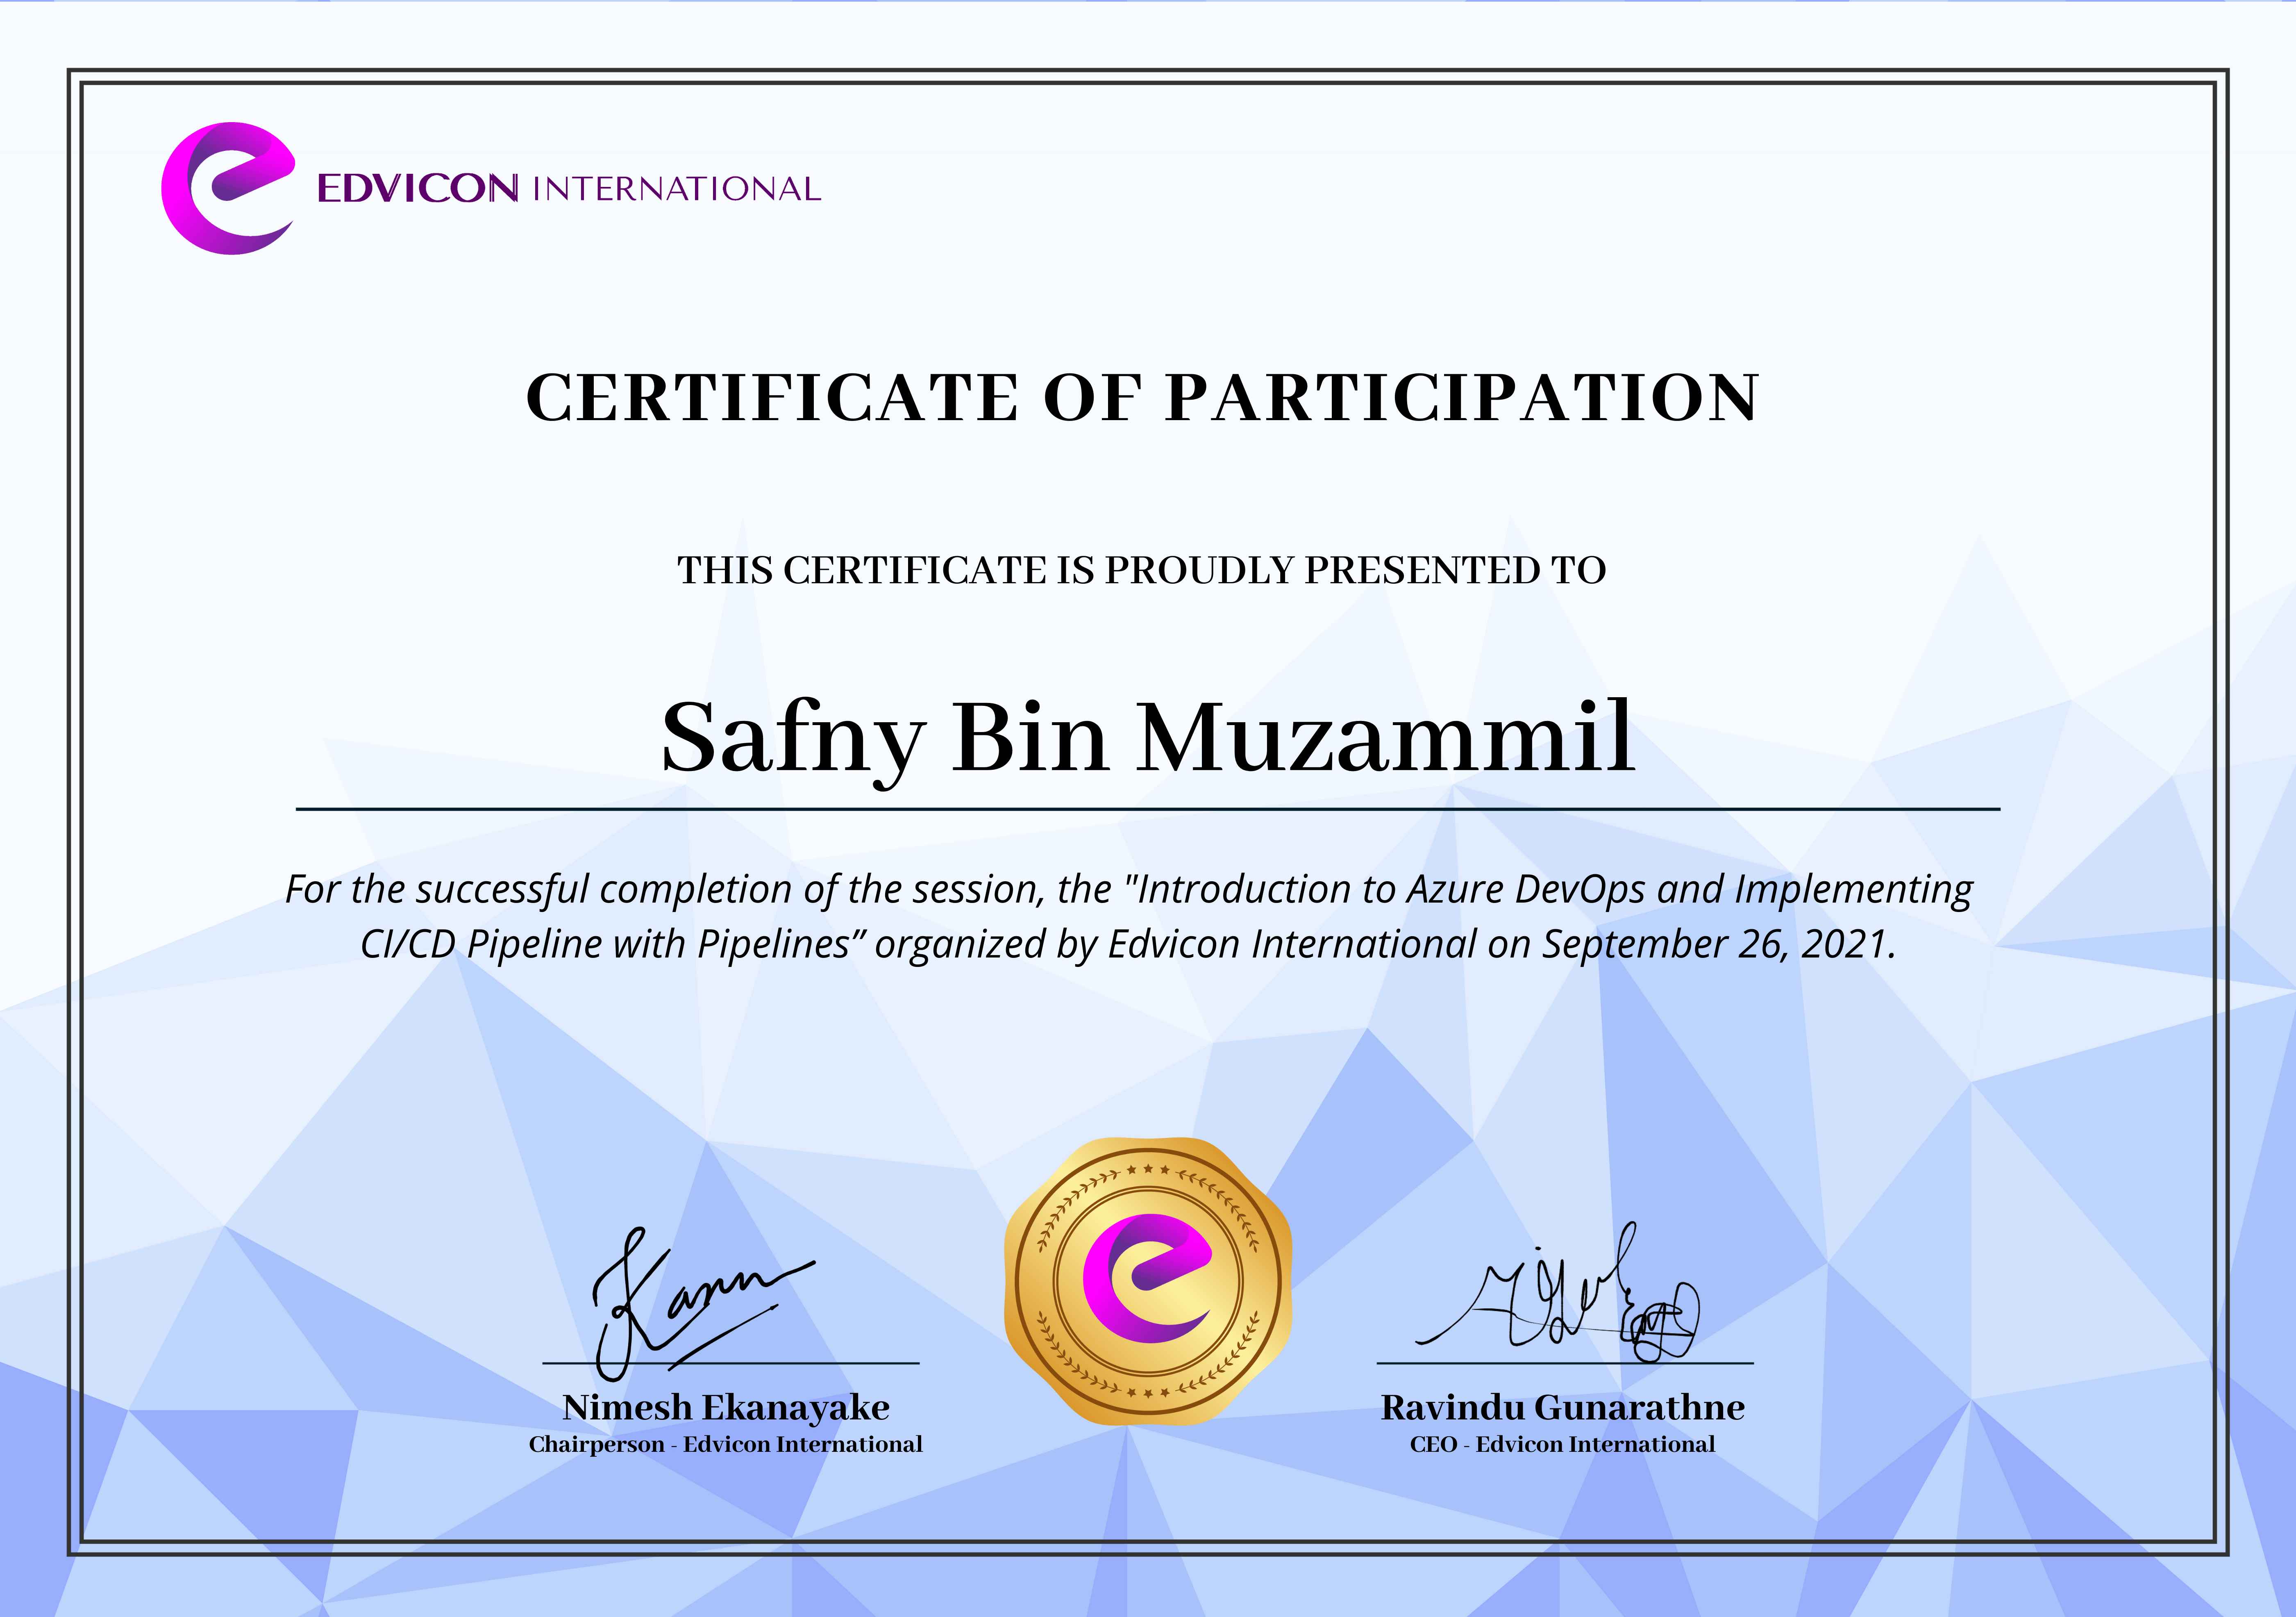 EDVICON INTERNATIONAL
CERTIFICATE OF PARTICIPATION
THIS CERTIFICATE IS PROUDLY PRESENTED TO
Safny Bin Muzammil
For the successful completion of the session, the "Introduction to Azure DevOps and Implementing
CI/CD Pipeline with Pipelines” organized by Edvicon International on September 26, 2021.
Nimesh Ekanayake
Chairperson - Edvicon International
Ravindu Gunarathne
CEO - Edvicon International